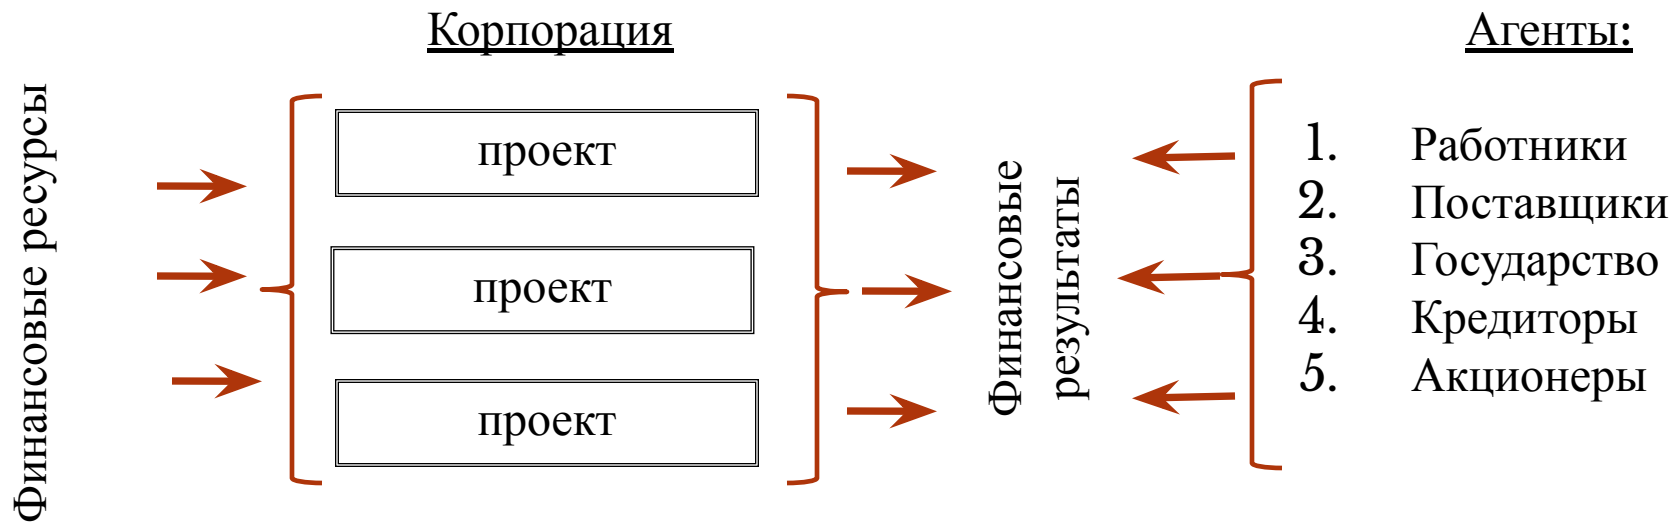 Корпорация
Агенты:
Финансовые ресурсы
проект
проект
проект
Финансовые
результаты
1. Работники
2. Поставщики
3. Государство
4. Кредиторы
5. Акционеры